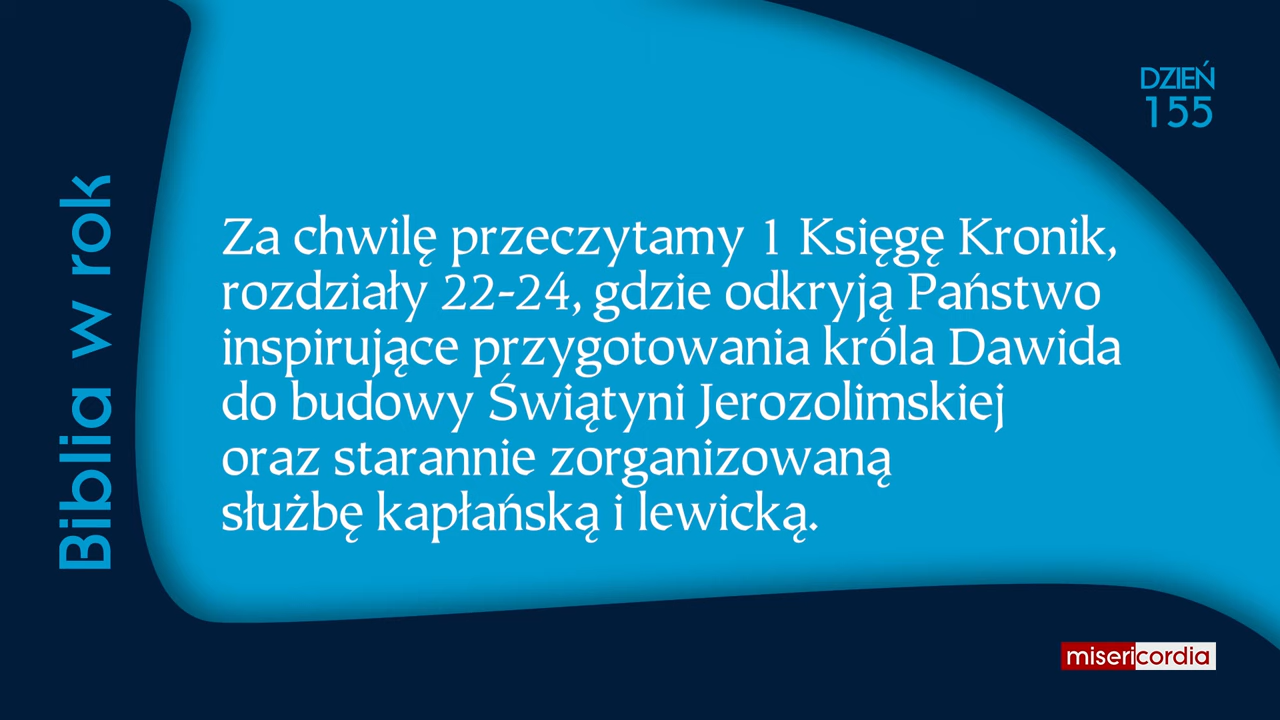 DZIEŃ
155
Biblia w rok
Za chwilę przeczytamy 1 Księgę Kronik,
rozdziały 22-24, gdzie odkryją Państwo
inspirujące przygotowania króla Dawida
do budowy Świątyni Jerozolimskiej
oraz starannie zorganizowaną
służbę kapłańską i lewicką.
misericordia